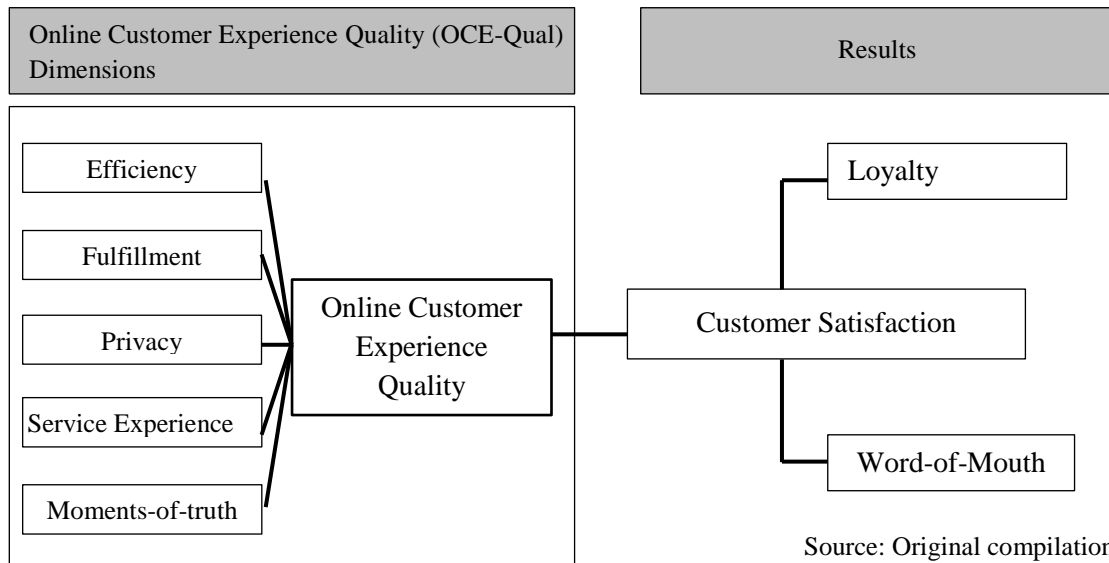 Online Customer Experience Quality (OCE-Qual)
Dimensions
Results
Efficiency
Fulfillment
Privacy
Service Experience
Moments-of-truth
Online Customer
Experience
Quality
Customer Satisfaction
Loyalty
Word-of-Mouth
Source: Original compilation